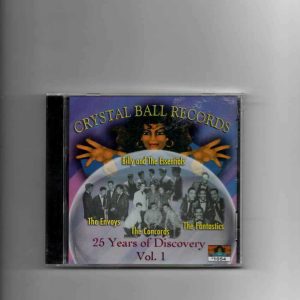 CRYSTAL BALL RECORDS
Billy and The Essentials
The Envoys
The Concords
The Fantastics
25 Years of Discovery
Vol. 1